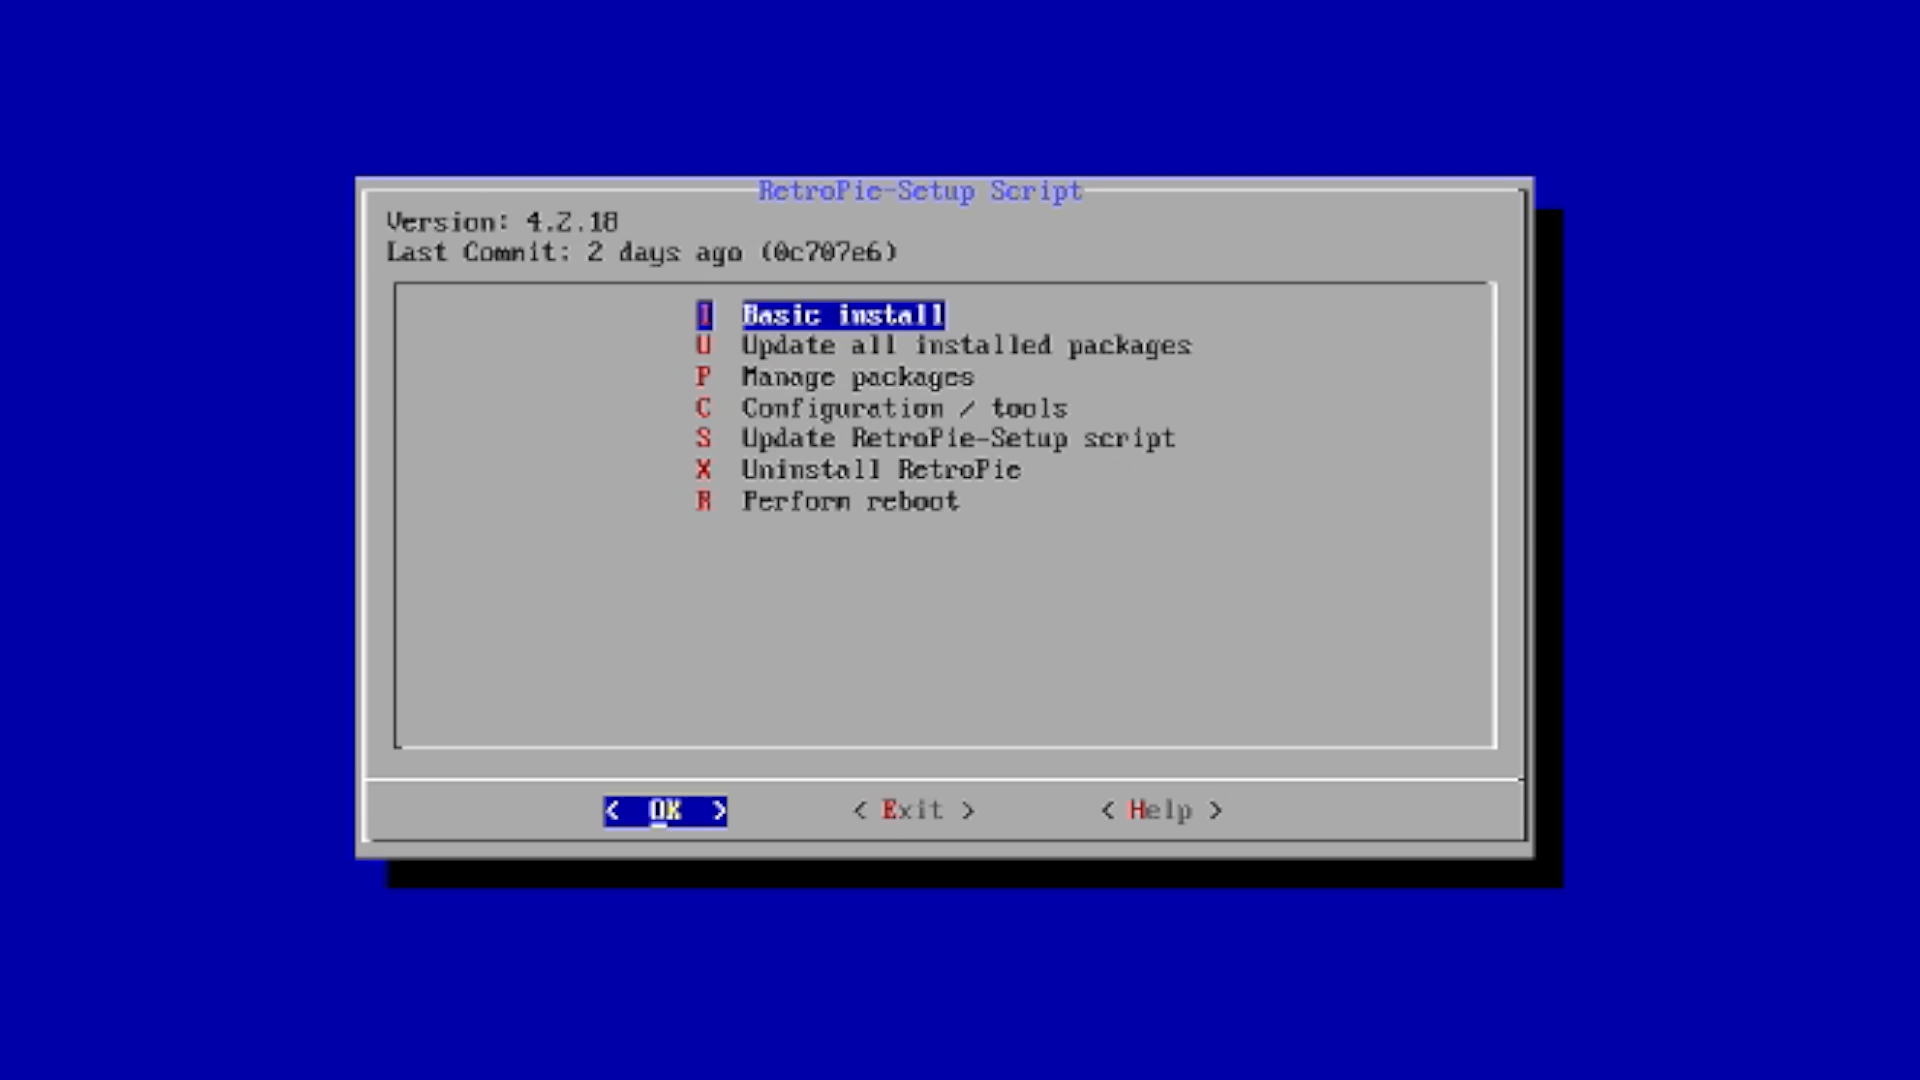 RetroPie-Setup Script
Version: 4.2.18
Last Commit: 2 days ago (0c707e6)
I Basic install
U Update all installed packages
P Manage packages
C Configuration / tools
S Update RetroPie-Setup script
X Uninstall RetroPie
R Perform reboot
< OK > < Exit > < Help >